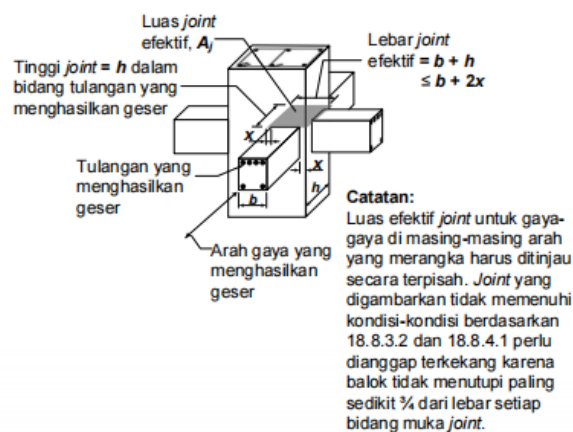 Luas joint
efektif, Aj
Lebar joint
efektif = b + h
≤ b + 2x
Tinggi joint = h dalam
bidang tulangan yang
menghasilkan geser
x
Tulangan yang
menghasilkan
geser
x
h
b
Arah gaya yang
menghasilkan
geser
Catatan:
Luas efektif joint untuk gaya-
gaya di masing-masing arah
yang merangka harus ditinjau
secara terpisah. Joint yang
digambarkan tidak memenuhi
kondisi-kondisi berdasarkan
18.8.3.2 dan 18.8.4.1 perlu
dianggap terkekang karena
balok tidak menutupi paling
sedikit ¾ dari lebar setiap
bidang muka joint.